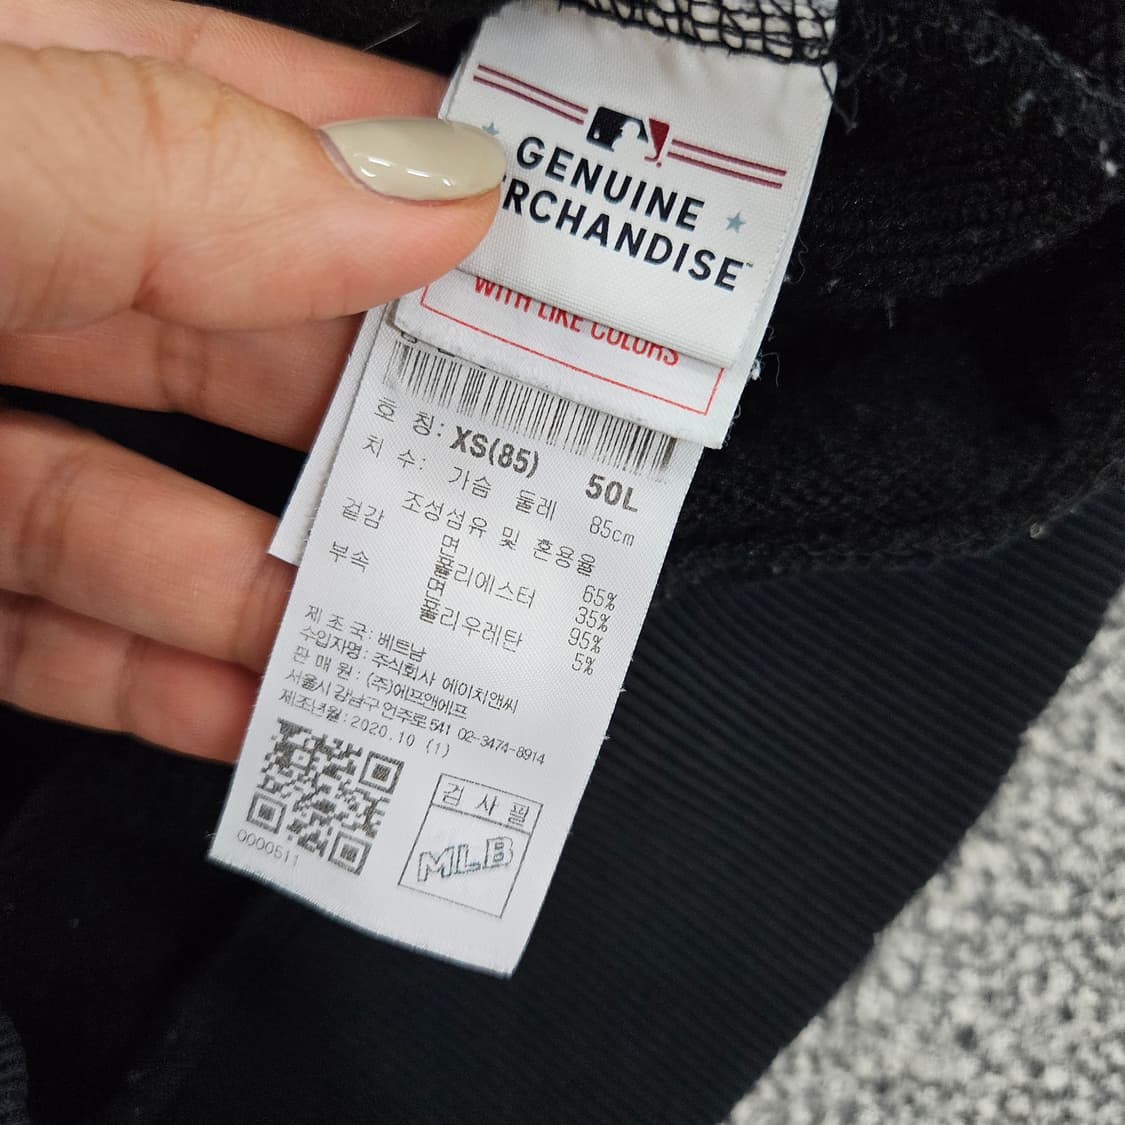 GENUINE
RCHANDISE™
WITH LIKE COLORS
호 칭: XS(85) 50L
치 수: 가슴 둘레 85cm
조성섬유 및 혼용율
겉감 면 65%
폴리에스터 35%
부속 면 95%
폴리우레탄 5%
제 조 국: 베트남
수입자명: 주식회사 에이치앤씨
판 매 원: (주)에프앤에프
서울시 강남구 언주로541 02-3474-8914
제조년월: 2020.10 (1)
0000511
검 사 필
MLB